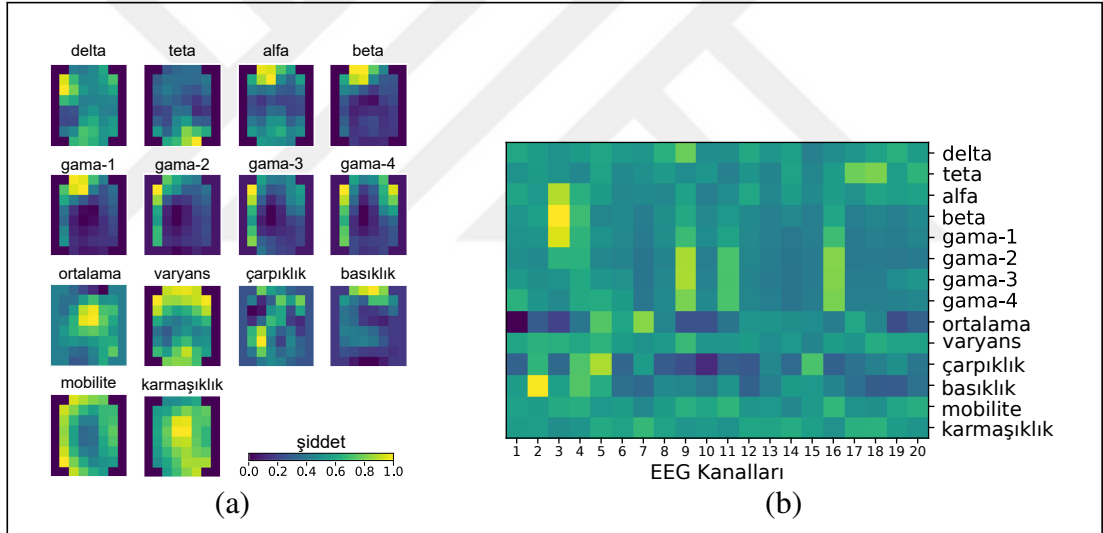 delta teta alfa beta
gama-1 gama-2 gama-3 gama-4
ortalama varyans çarpıklık basıklık
mobilite karmaşıklık
şiddet
0.0 0.2 0.4 0.6 0.8 1.0
(a)
delta
teta
alfa
beta
gama-1
gama-2
gama-3
gama-4
ortalama
varyans
çarpıklık
basıklık
mobilite
karmaşıklık
1 2 3 4 5 6 7 8 9 10 11 12 13 14 15 16 17 18 19 20
EEG Kanalları
(b)